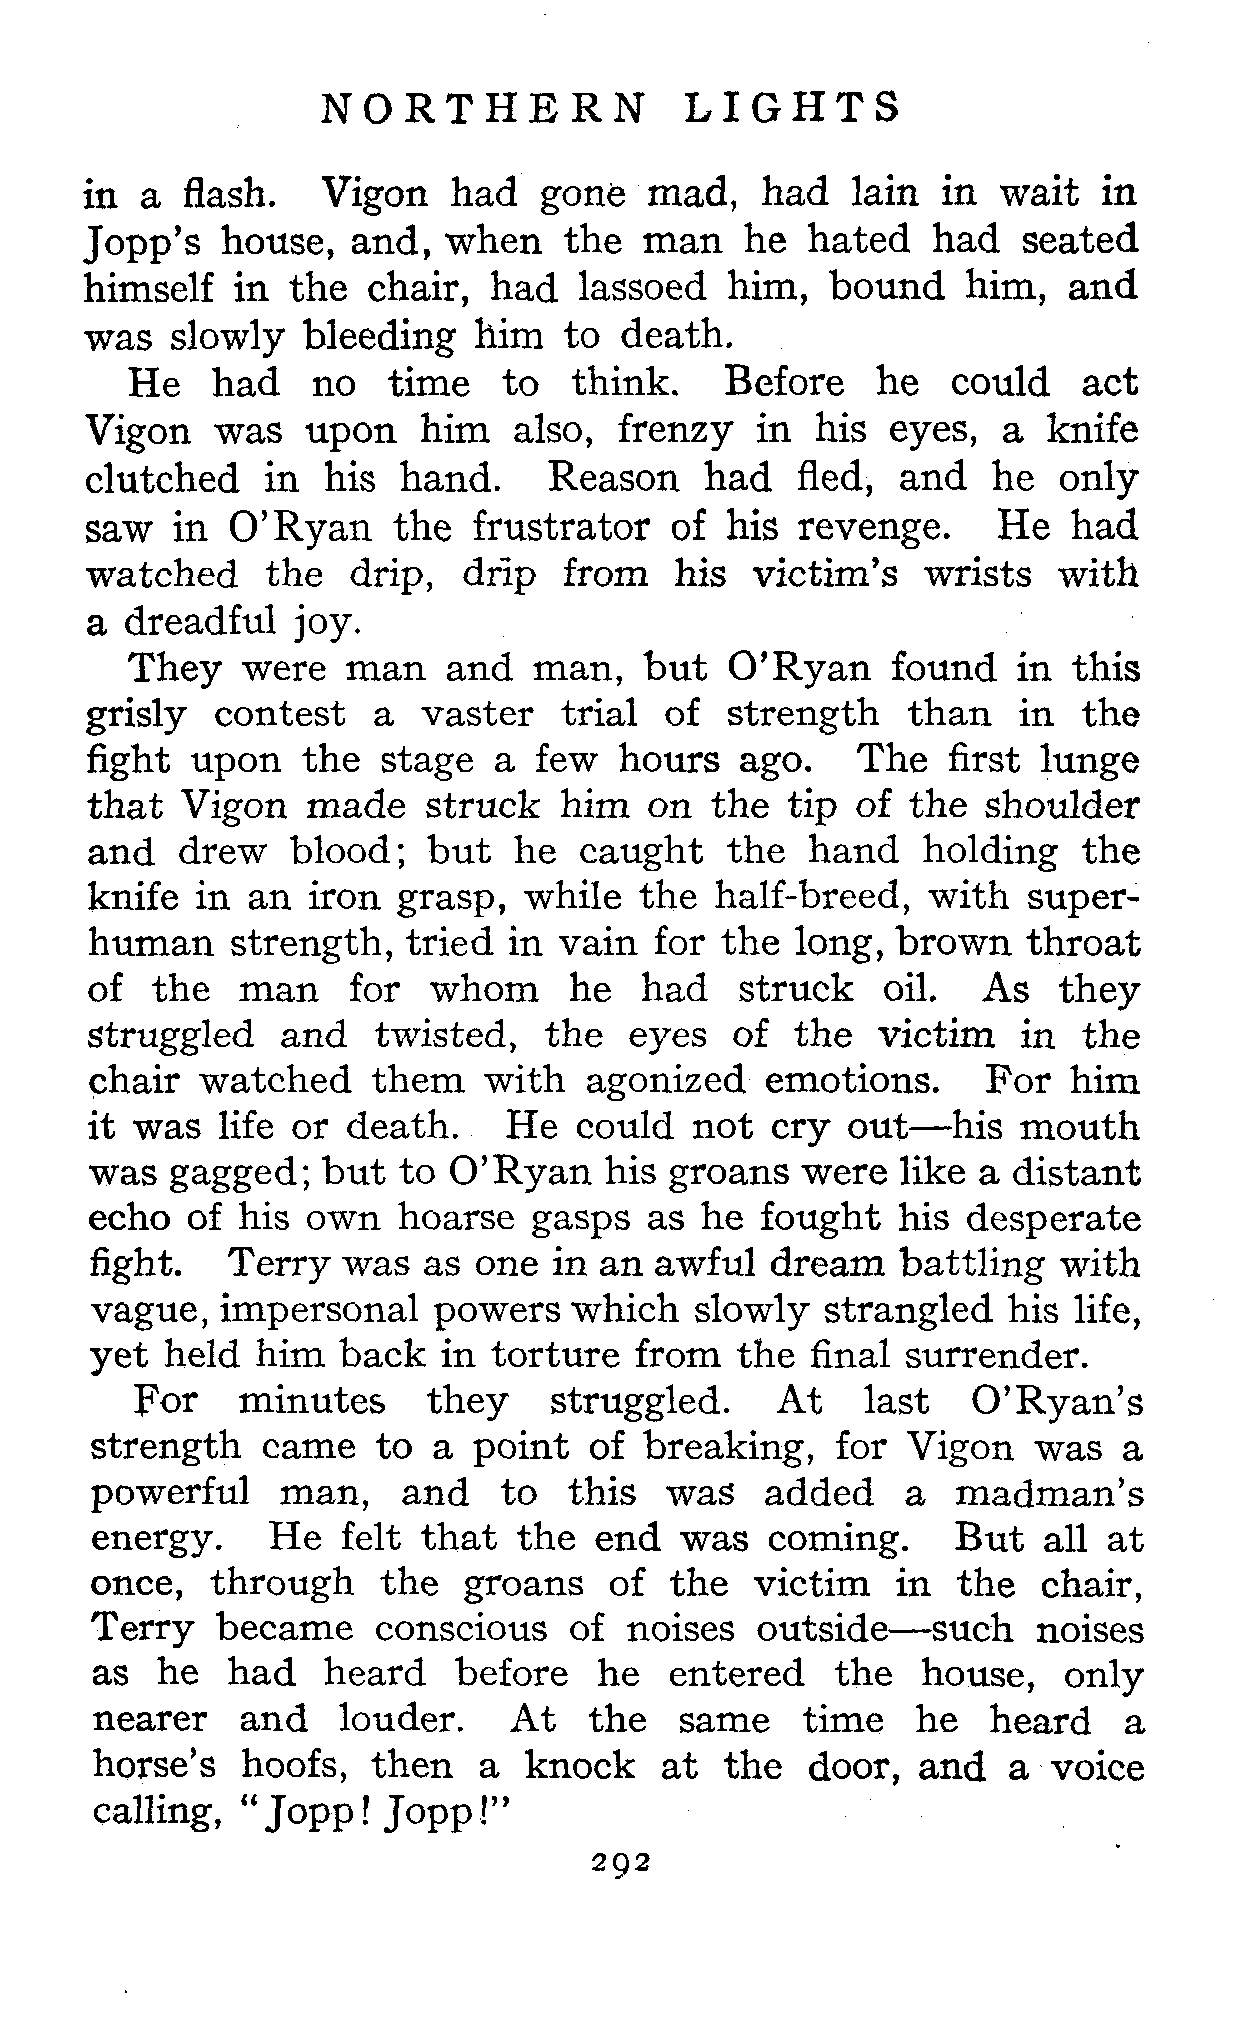 NORTHERN LIGHTS
in a flash. Vigon had gone mad, had lain in wait in
Jopp's house, and, when the man he hated had seated
himself in the chair, had lassoed him, bound him, and
was slowly bleeding him to death.
He had no time to think. Before he could act
Vigon was upon him also, frenzy in his eyes, a knife
clutched in his hand. Reason had fled, and he only
saw in O'Ryan the frustrator of his revenge. He had
watched the drip, drip from his victim's wrists with
a dreadful joy.
They were man and man, but O'Ryan found in this
grisly contest a vaster trial of strength than in the
fight upon the stage a few hours ago. The first lunge
that Vigon made struck him on the tip of the shoulder
and drew blood; but he caught the hand holding the
knife in an iron grasp, while the half-breed, with super-
human strength, tried in vain for the long, brown throat
of the man for whom he had struck oil. As they
struggled and twisted, the eyes of the victim in the
chair watched them with agonized emotions. For him
it was life or death. He could not cry out—his mouth
was gagged; but to O'Ryan his groans were like a distant
echo of his own hoarse gasps as he fought his desperate
fight. Terry was as one in an awful dream battling with
vague, impersonal powers which slowly strangled his life,
yet held him back in torture from the final surrender.
For minutes they struggled. At last O'Ryan's
strength came to a point of breaking, for Vigon was a
powerful man, and to this was added a madman's
energy. He felt that the end was coming. But all at
once, through the groans of the victim in the chair,
Terry became conscious of noises outside—such noises
as he had heard before he entered the house, only
nearer and louder. At the same time he heard a
horse's hoofs, then a knock at the door, and a voice
calling, "Jopp! Jopp!"
292